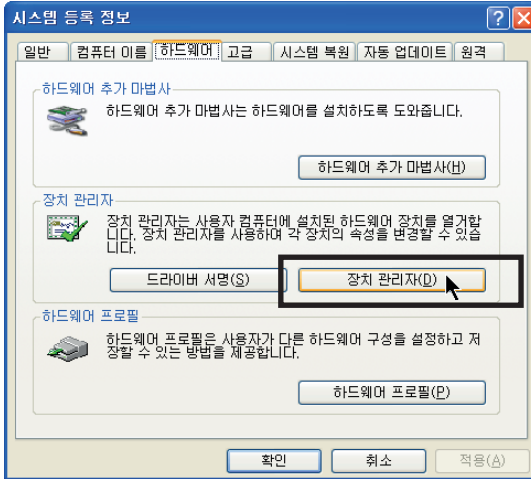 시스템 등록 정보
일반 컴퓨터 이름 하드웨어 고급 시스템 복원 자동 업데이트 원격
하드웨어 추가 마법사
하드웨어 추가 마법사는 하드웨어를 설치하도록 도와줍니다.
하드웨어 추가 마법사(H)
장치 관리자
장치 관리자는 사용자 컴퓨터에 설치된 하드웨어 장치를 열거합
니다. 장치 관리자를 사용하여 각 장치의 속성을 변경할 수 있습
니다.
드라이버 서명(S) 장치 관리자(D)
하드웨어 프로필
하드웨어 프로필은 사용자가 다른 하드웨어 구성을 설정하고 저
장할 수 있는 방법을 제공합니다.
하드웨어 프로필(P)
확인 취소 적용(A)